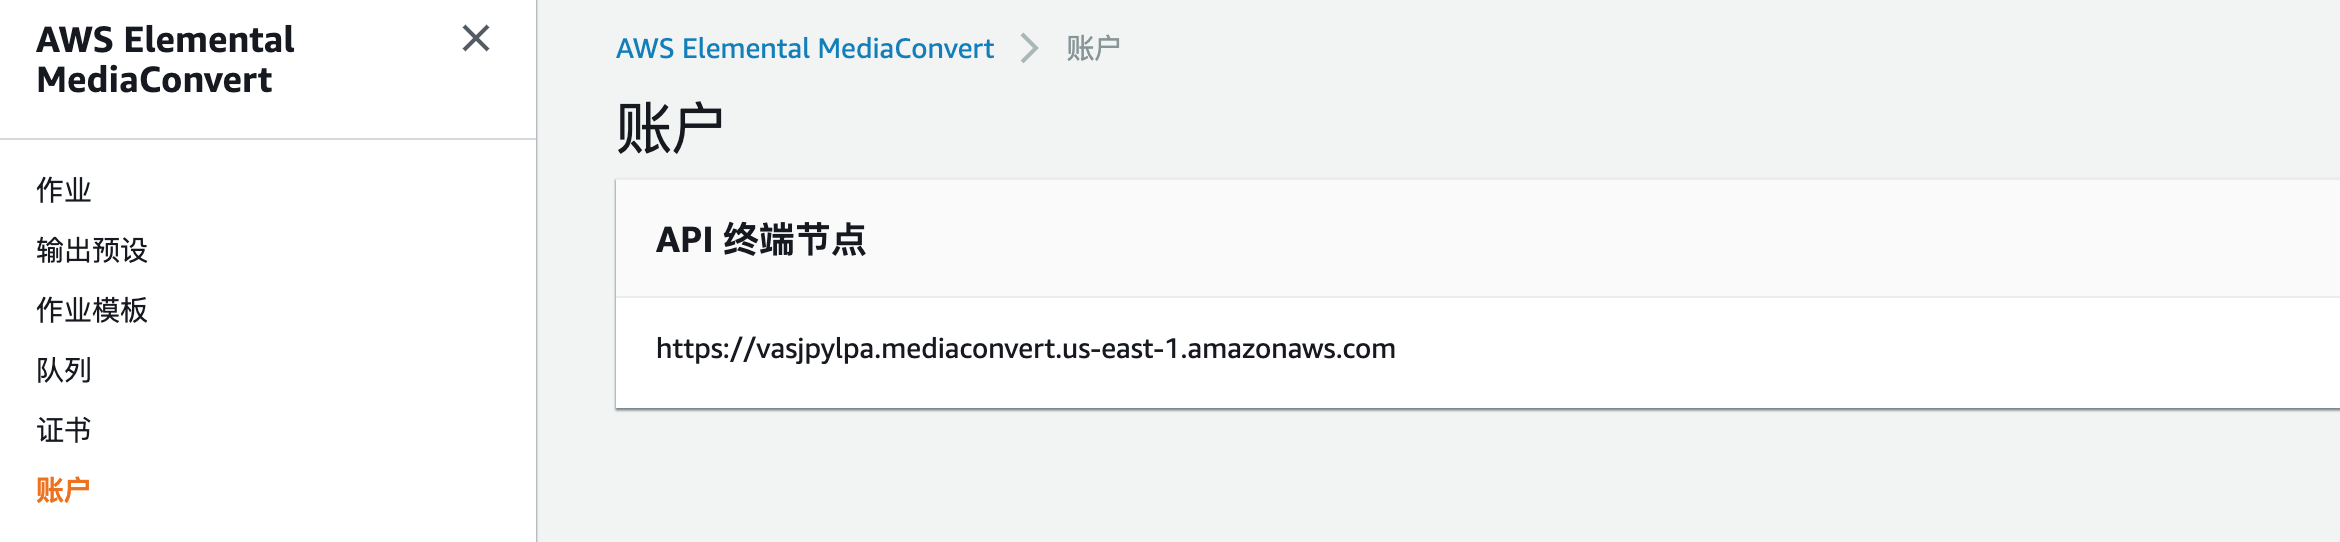 AWS Elemental
MediaConvert
作业
输出预设
作业模板
队列
证书
账户
AWS Elemental MediaConvert 账户
账户
API 终端节点
https://vasjpylpa.mediaconvert.us-east-1.amazonaws.com